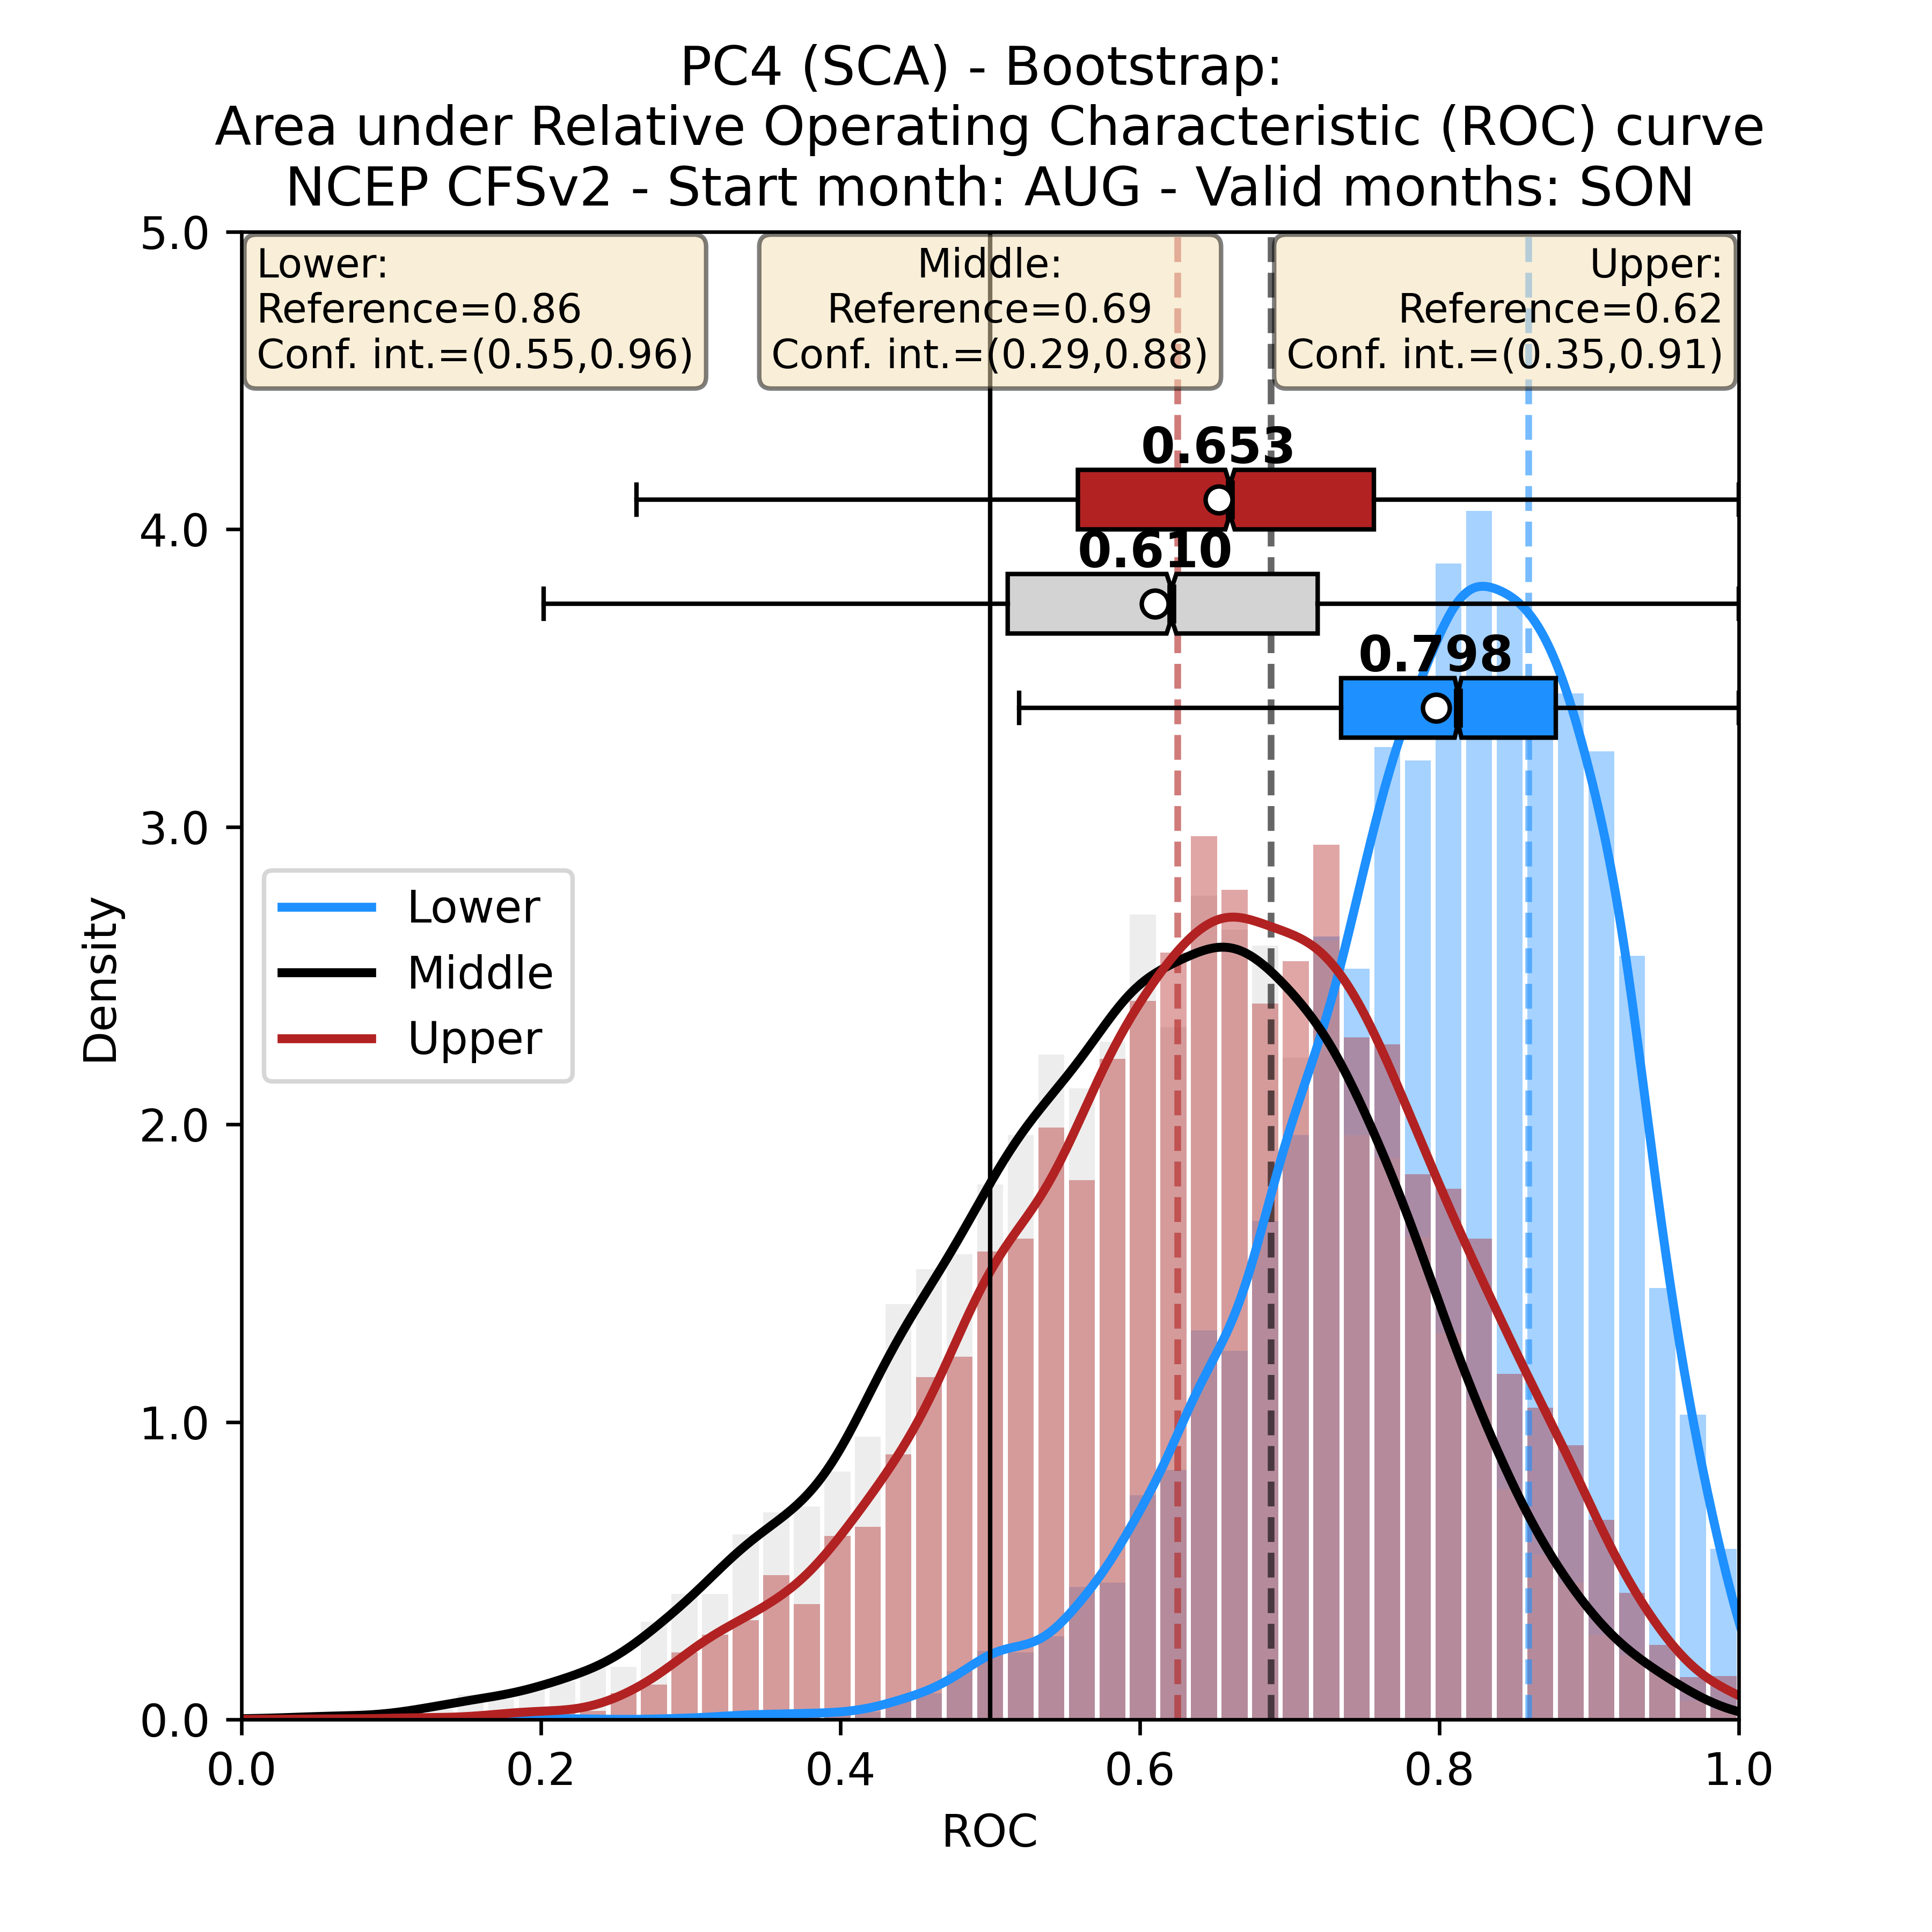 PC4 (SCA) - Bootstrap:
Area under Relative Operating Characteristic (ROC) curve
NCEP CFSv2 - Start month: AUG - Valid months: SON
Lower:
Reference=0.86
Conf. int.=(0.55,0.96)
Middle:
Reference=0.69
Conf. int.=(0.29,0.88)
Upper:
Reference=0.62
Conf. int.=(0.35,0.91)
0.653
0.610
0.798
5.0
4.0
3.0
2.0
1.0
0.0
Density
Lower
Middle
Upper
0.0 0.2 0.4 0.6 0.8 1.0
ROC